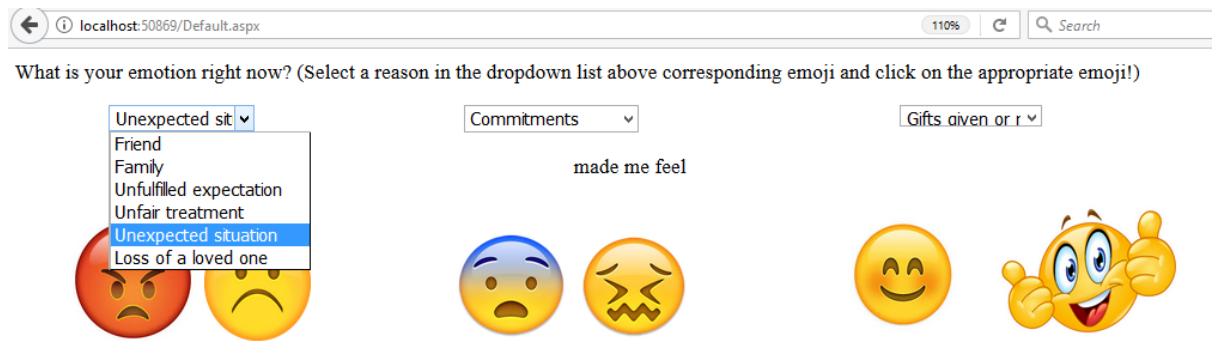 localhost:50869/Default.aspx 110% Search
What is your emotion right now? (Select a reason in the dropdown list above corresponding emoji and click on the appropriate emoji!)
Unexpected sit Commitments Gifts given or r
Friend
Family
made me feel
Unfulfilled expectation
Unfair treatment
Unexpected situation
Loss of a loved one